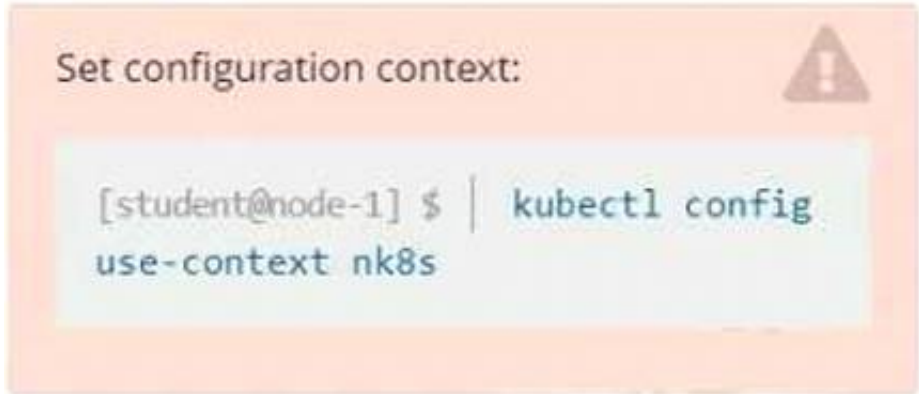 Set configuration context:
[student@node-1] $ | kubectl config
use-context nk8s